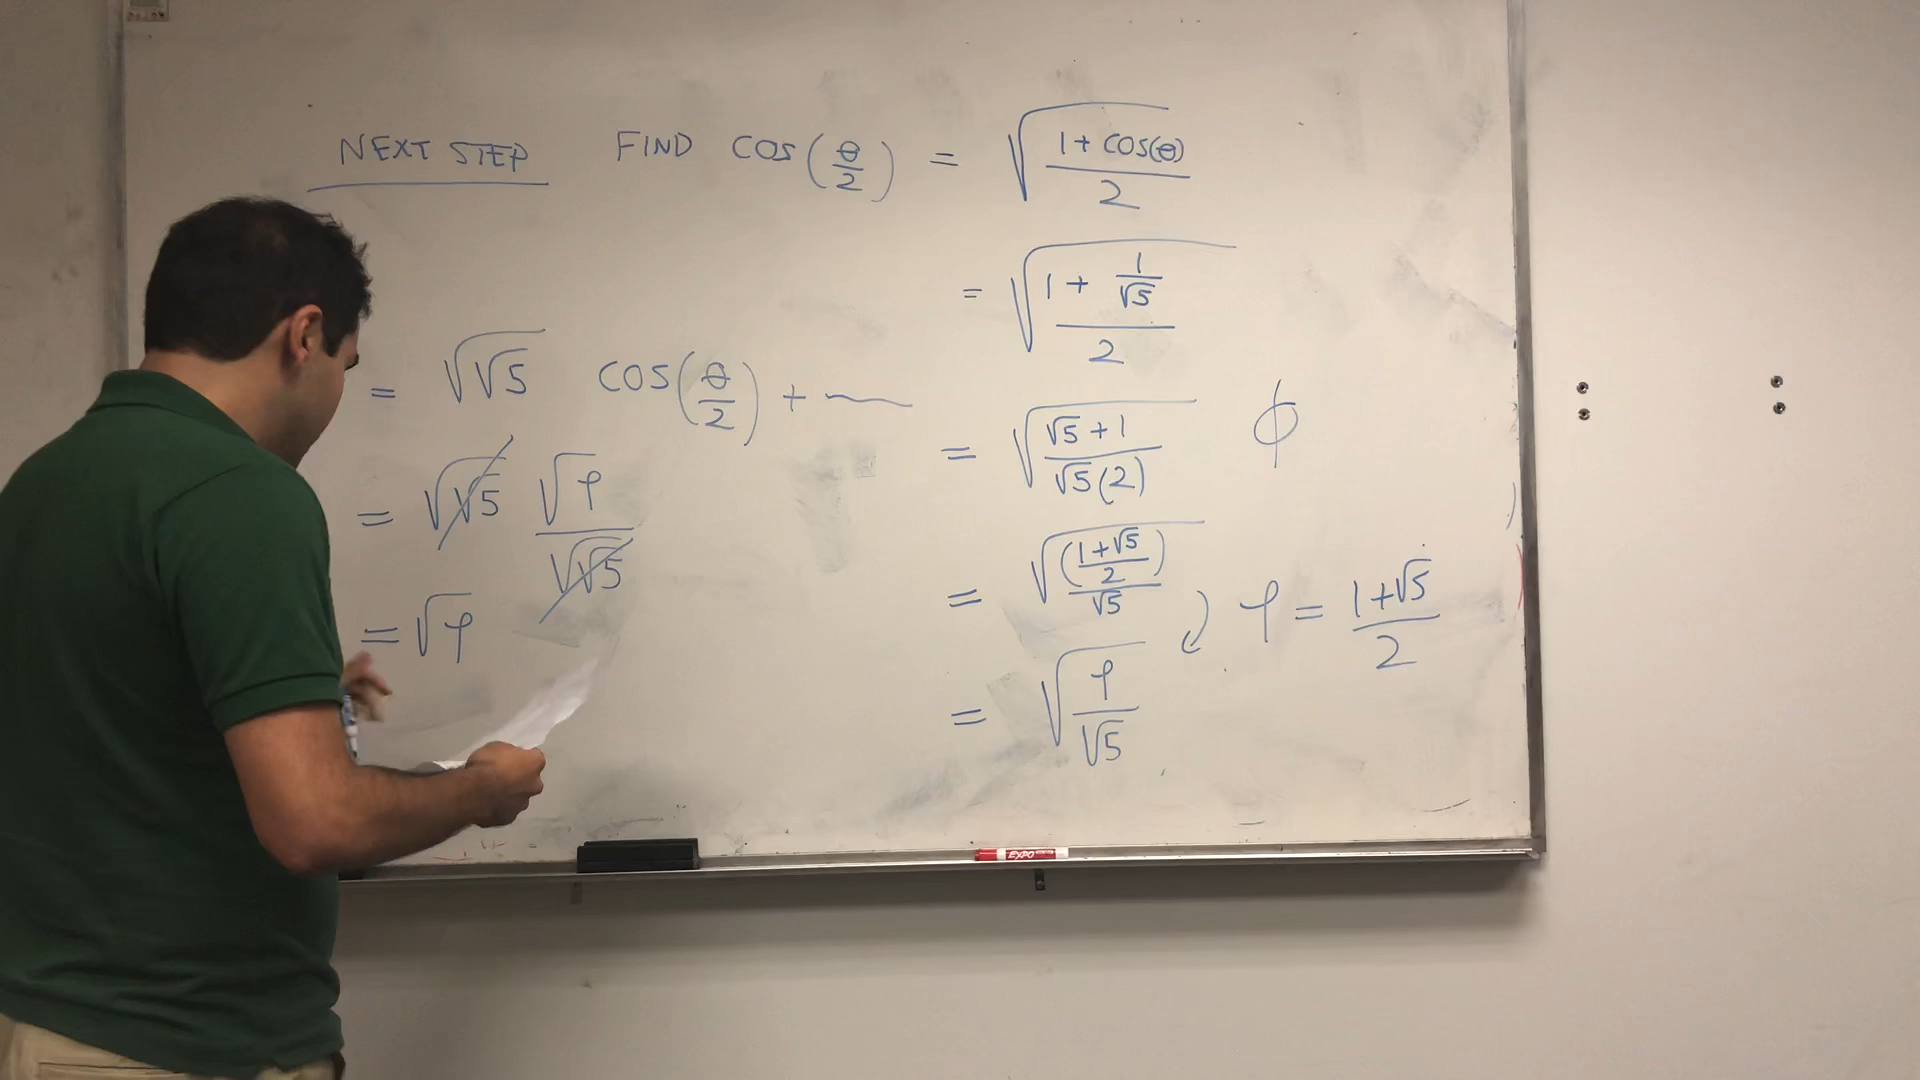 NEXT STEP FIND COS(θ/2) = √((1 + COS(θ))/2)
= √((1 + 1/√5)/2)
= √√5 COS(θ/2) + ~
= √((√5 + 1)/(√5(2))) ϕ
= √√5 √φ/√√5
= √(((1+√5)/2)/√5) φ = (1+√5)/2
= √φ
= √(φ/√5)
EXPO